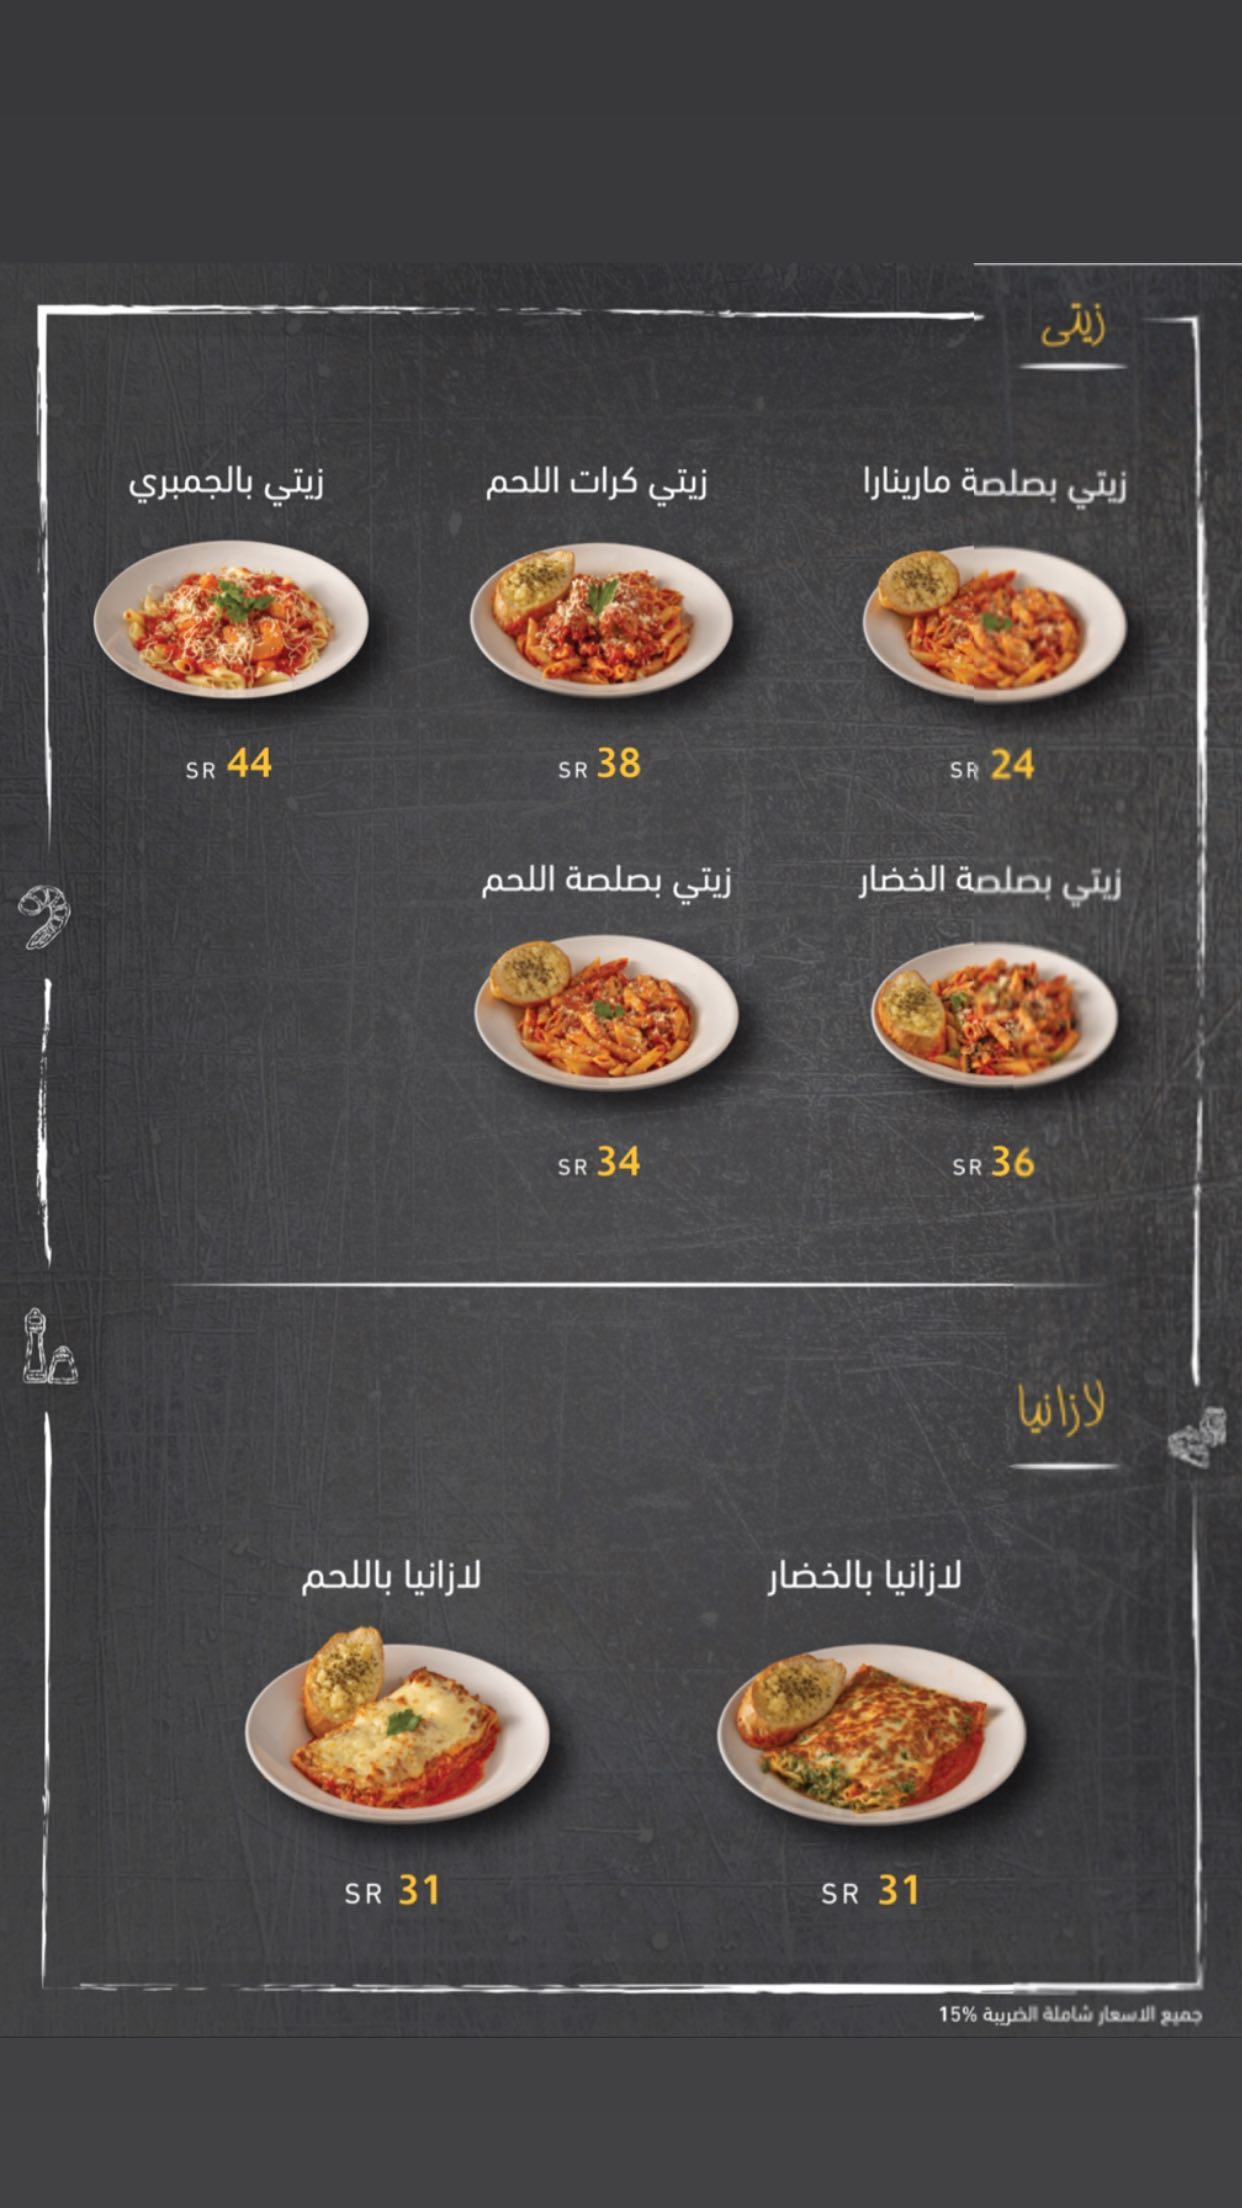 زيتي
زيتي بصلصة مارينارا
زيتي كرات اللحم
زيتي بالجمبري
SR 24
SR 38
SR 44
زيتي بصلصة الخضار
زيتي بصلصة اللحم
SR 36
SR 34
لازانيا
لازانيا بالخضار
لازانيا باللحم
SR 31
SR 31
جميع الاسعار شاملة الضريبة %15